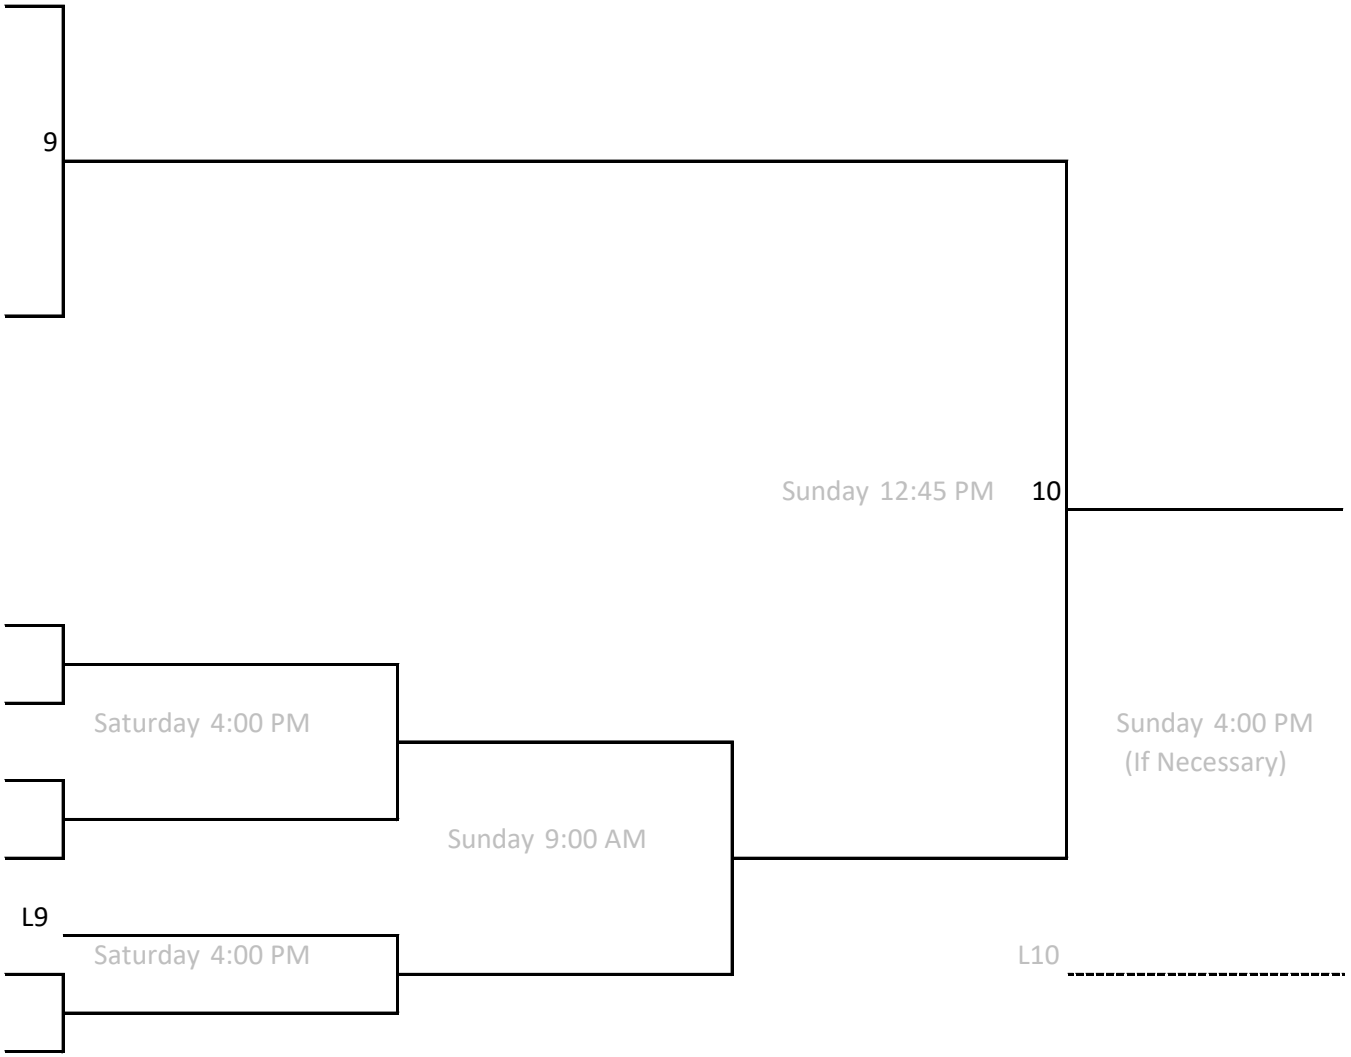 9
Sunday 12:45 PM 10
Saturday 4:00 PM
Sunday 4:00 PM
(If Necessary)
Sunday 9:00 AM
L9
Saturday 4:00 PM
L10